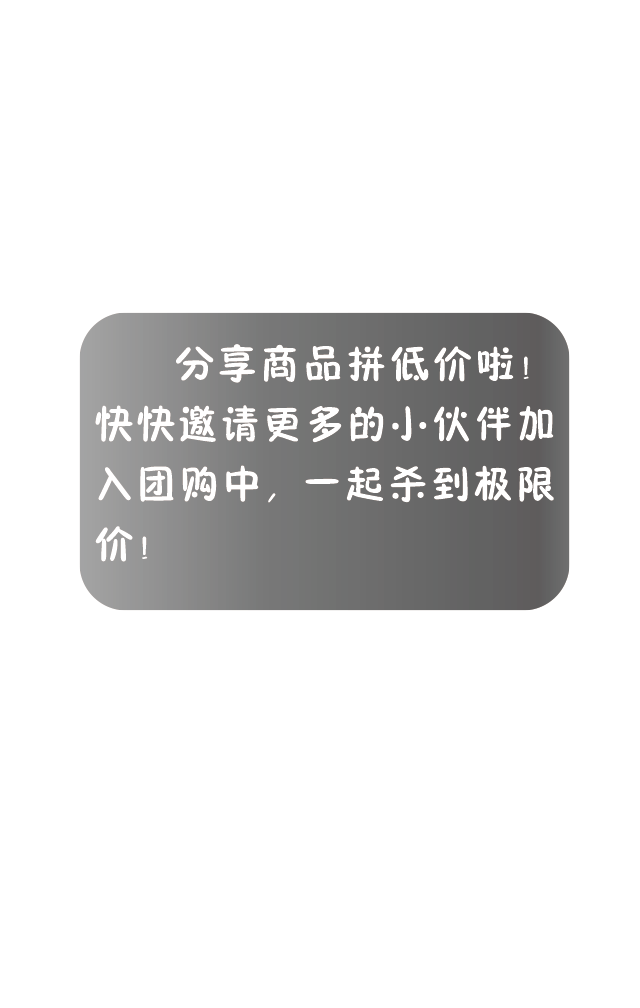 分享商品拼低价啦！
快快邀请更多的小伙伴加
入团购中，一起杀到极限
价！